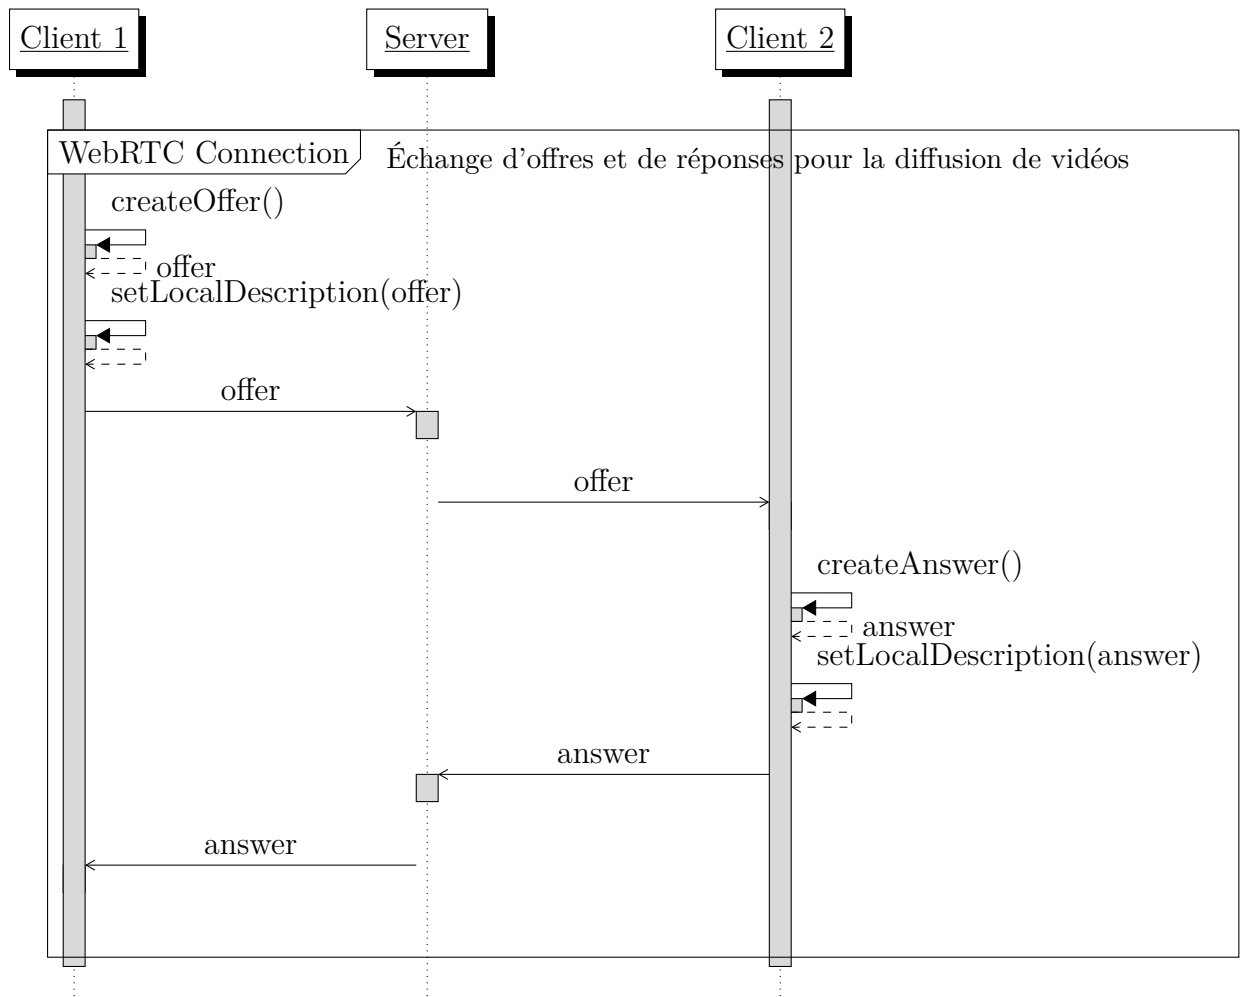 Client 1
Server
Client 2
WebRTC Connection
Échange d'offres et de réponses pour la diffusion de vidéos
createOffer()
offer
setLocalDescription(offer)
offer
offer
createAnswer()
answer
setLocalDescription(answer)
answer
answer